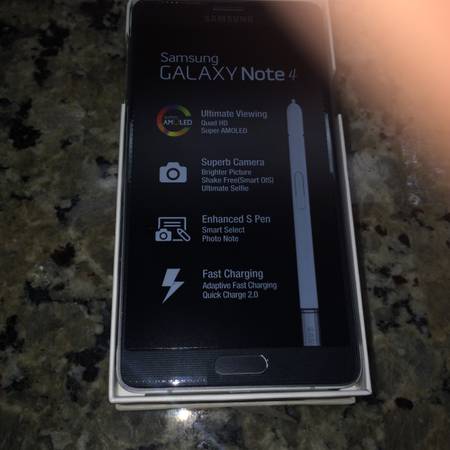 SAMSUNG
Samsung
GALAXY Note 4
SUPER
AMOLED
Ultimate Viewing
Quad HD
Super AMOLED
Superb Camera
Brighter Picture
Shake Free(Smart OIS)
Ultimate Selfie
Enhanced S Pen
Smart Select
Photo Note
Fast Charging
Adaptive Fast Charging
Quick Charge 2.0